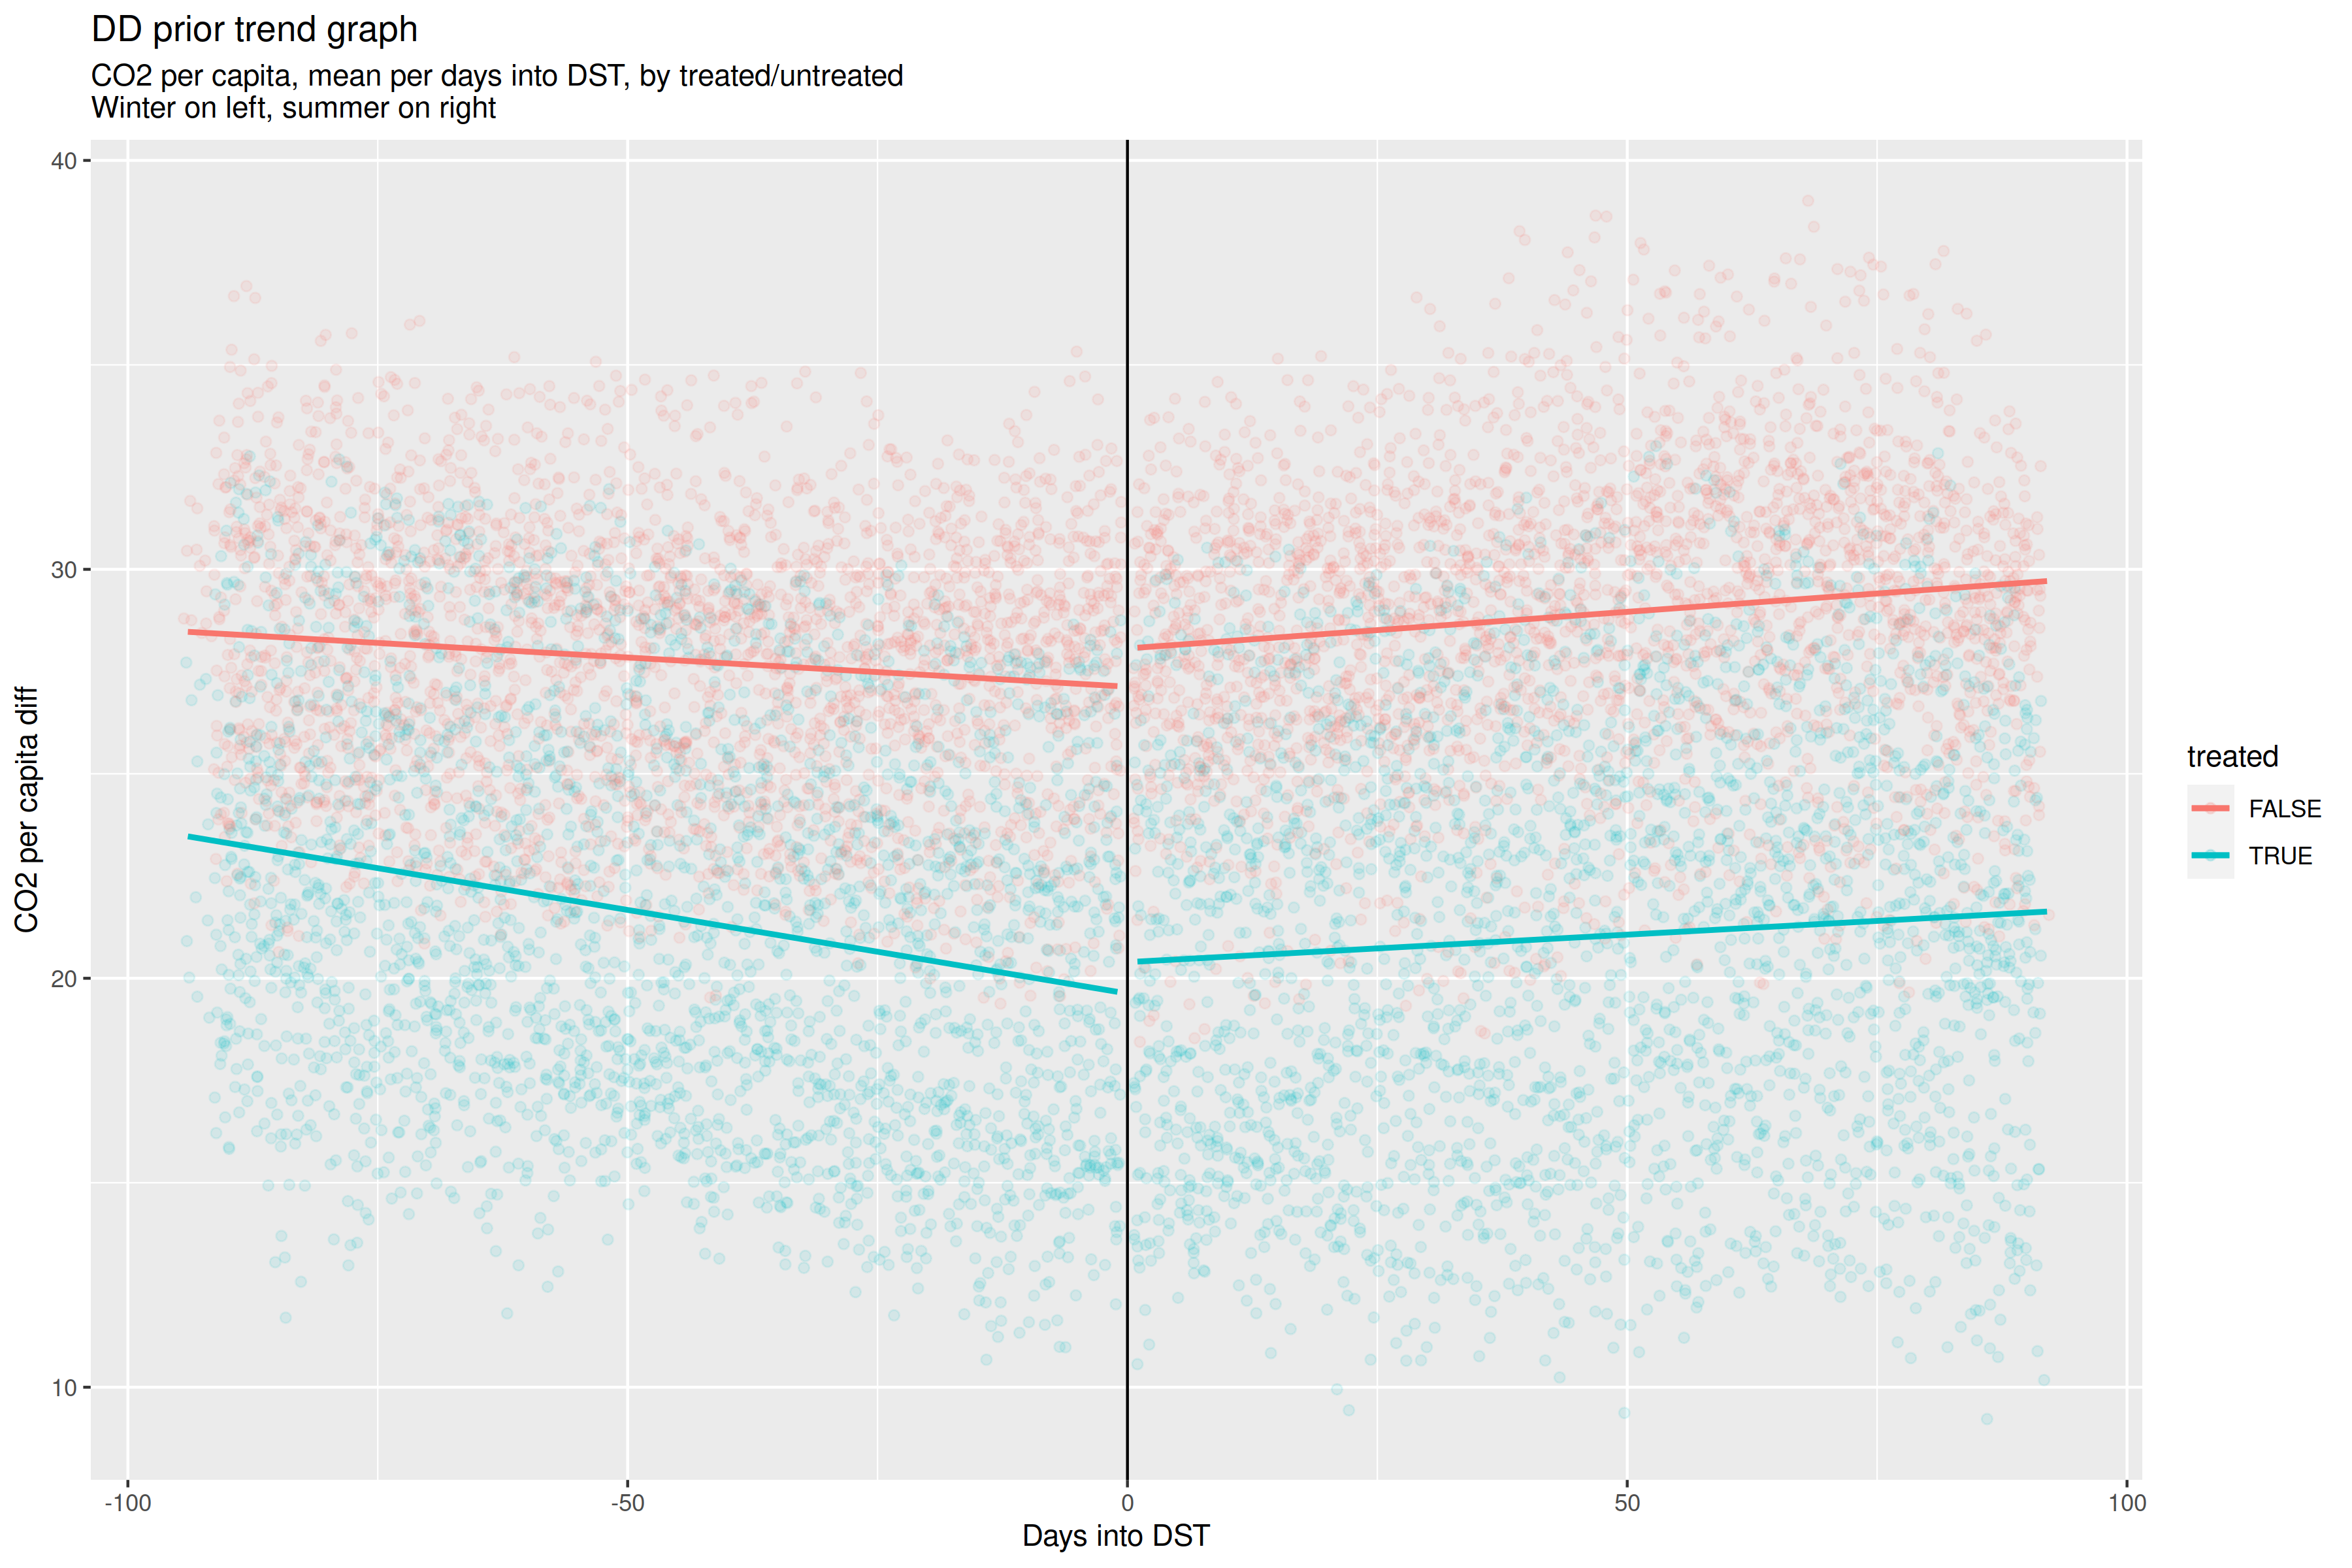 DD prior trend graph
CO2 per capita, mean per days into DST, by treated/untreated
Winter on left, summer on right
40
30
20
10
CO2 per capita diff
-100
-50
0
50
100
Days into DST
treated
FALSE
TRUE